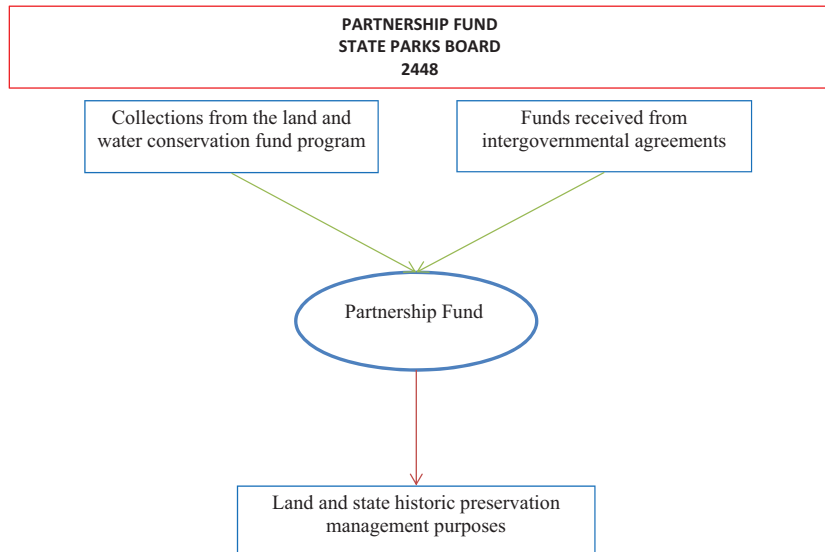 PARTNERSHIP FUND
STATE PARKS BOARD
2448
Collections from the land and
water conservation fund program
Funds received from
intergovernmental agreements
Partnership Fund
Land and state historic preservation
management purposes